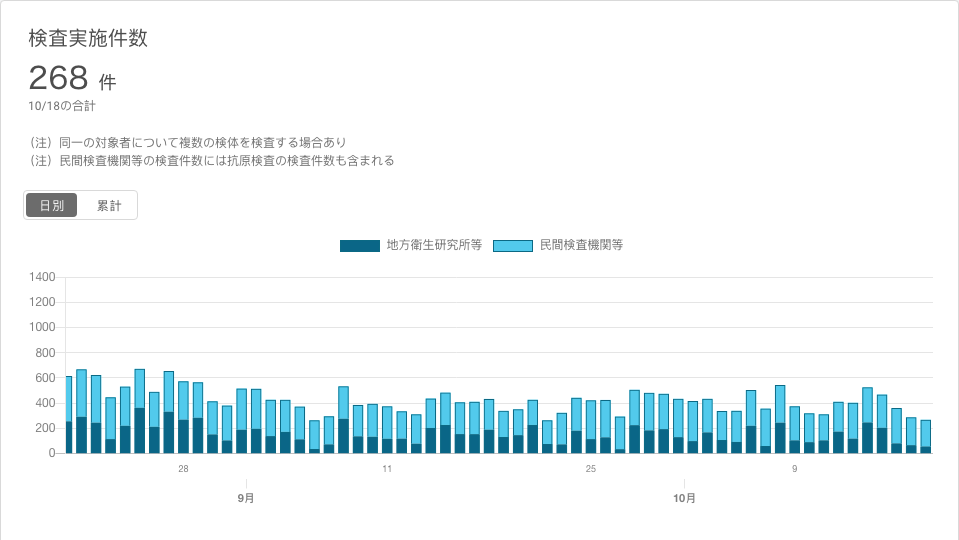 検査実施件数
268 件
10/18の合計
（注）同一の対象者について複数の検体を検査する場合あり
（注）民間検査機関等の検査件数には抗原検査の検査件数も含まれる
日別 累計
地方衛生研究所等 民間検査機関等
1400
1200
1000
800
600
400
200
0
28 11 25 9
9月 10月